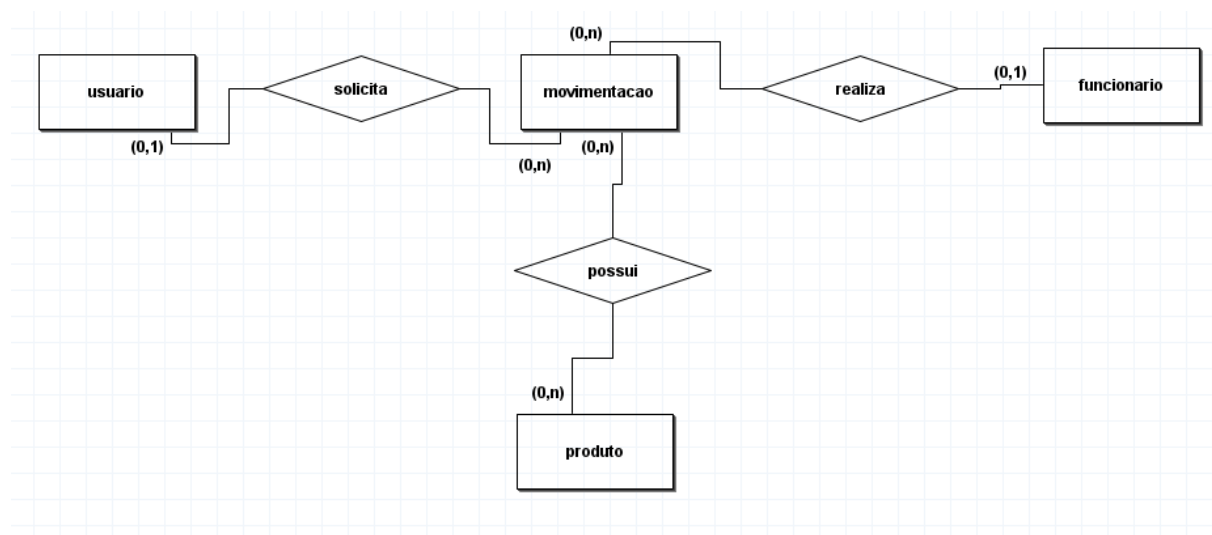 (0,n)
usuario
solicita
movimentacao
realiza
(0,1)
funcionario
(0,1)
(0,n)
(0,n)
possui
(0,n)
produto